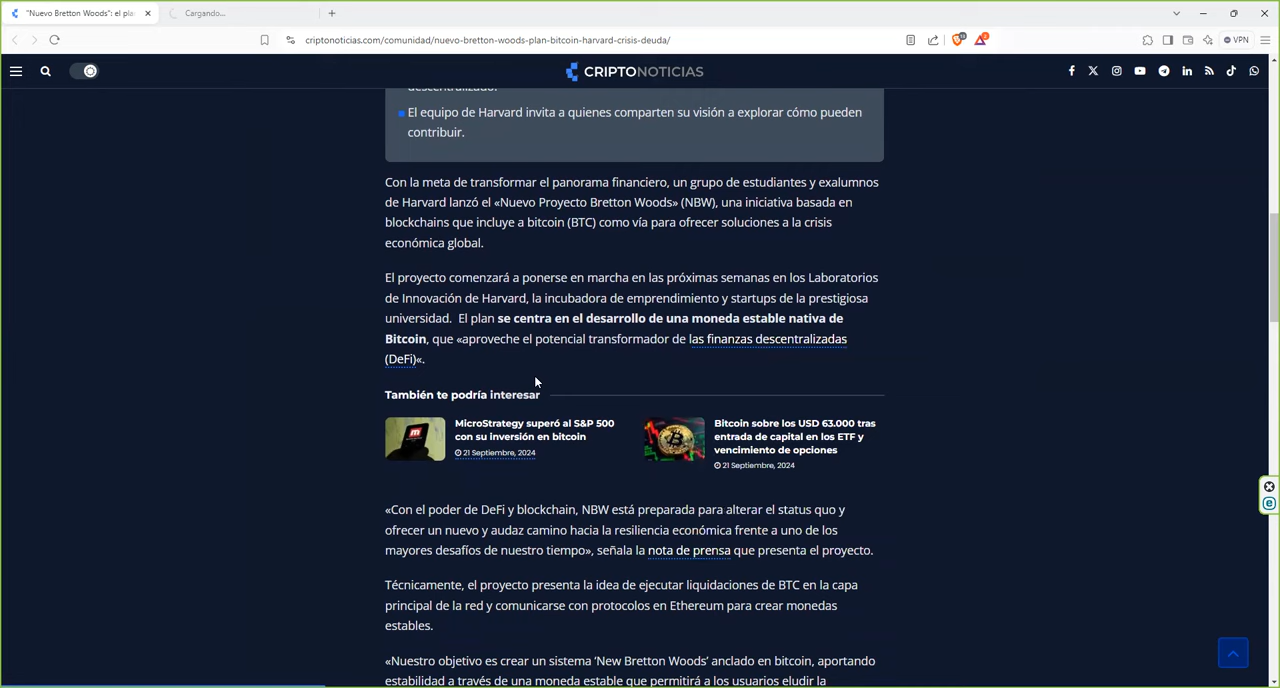 "Nuevo Bretton Woods": el pla
Cargando...
criptonoticias.com/comunidad/nuevo-bretton-woods-plan-bitcoin-harvard-crisis-deuda/
VPN
CRIPTONOTICIAS
descentralizado.
El equipo de Harvard invita a quienes comparten su visión a explorar cómo pueden
contribuir.
Con la meta de transformar el panorama financiero, un grupo de estudiantes y exalumnos
de Harvard lanzó el «Nuevo Proyecto Bretton Woods» (NBW), una iniciativa basada en
blockchains que incluye a bitcoin (BTC) como vía para ofrecer soluciones a la crisis
económica global.
El proyecto comenzará a ponerse en marcha en las próximas semanas en los Laboratorios
de Innovación de Harvard, la incubadora de emprendimiento y startups de la prestigiosa
universidad. El plan se centra en el desarrollo de una moneda estable nativa de
Bitcoin, que «aproveche el potencial transformador de las finanzas descentralizadas
(DeFi)«.
También te podría interesar
MicroStrategy superó al S&P 500
con su inversión en bitcoin
21 Septiembre, 2024
Bitcoin sobre los USD 63.000 tras
entrada de capital en los ETF y
vencimiento de opciones
21 Septiembre, 2024
«Con el poder de DeFi y blockchain, NBW está preparada para alterar el status quo y
ofrecer un nuevo y audaz camino hacia la resiliencia económica frente a uno de los
mayores desafíos de nuestro tiempo», señala la nota de prensa que presenta el proyecto.
Técnicamente, el proyecto presenta la idea de ejecutar liquidaciones de BTC en la capa
principal de la red y comunicarse con protocolos en Ethereum para crear monedas
estables.
«Nuestro objetivo es crear un sistema 'New Bretton Woods' anclado en bitcoin, aportando
estabilidad a través de una moneda estable que permitirá a los usuarios eludir la